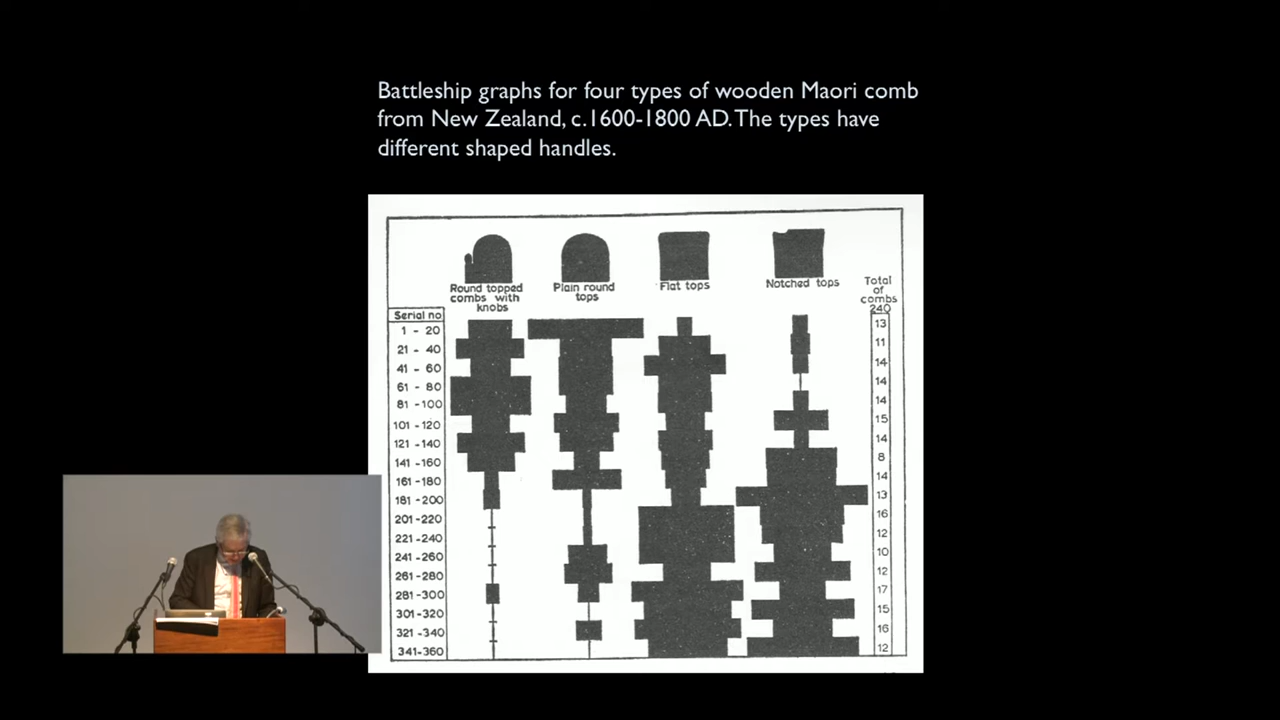 Battleship graphs for four types of wooden Maori comb
from New Zealand, c.1600-1800 AD. The types have
different shaped handles.
Round topped
combs with
knobs
Plain round
tops
Flat tops
Notched tops
Total
of
combs
240
Serial no
1 - 20 13
21 - 40 11
41 - 60 14
61 - 80 14
81 - 100 14
101 - 120 15
121 - 140 14
141 - 160 8
161 - 180 14
181 - 200 13
201 - 220 16
221 - 240 12
241 - 260 10
261 - 280 12
281 - 300 17
301 - 320 15
321 - 340 16
341 - 360 12